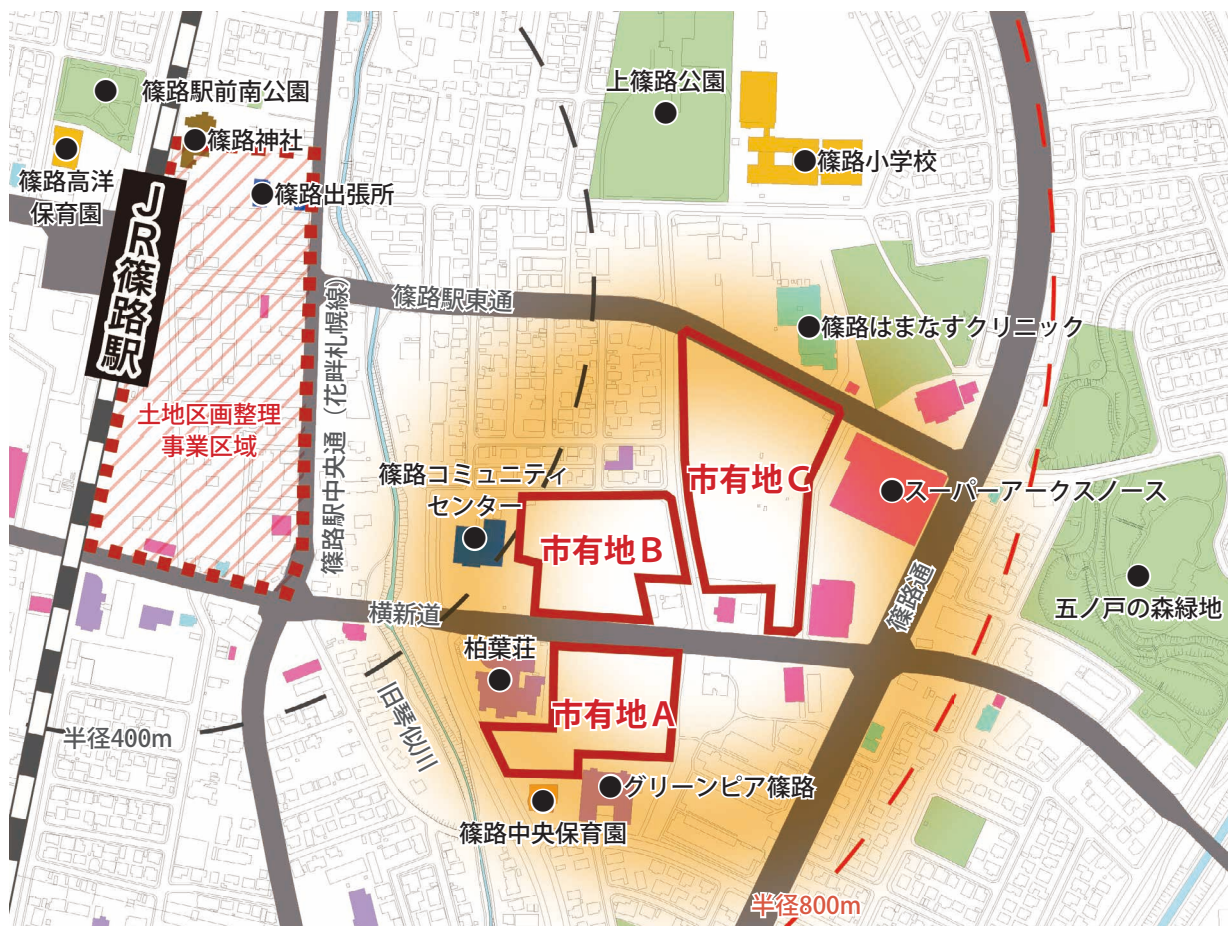 篠路駅前南公園
上篠路公園
篠路神社
篠路小学校
篠路高洋
保育園
篠路出張所
JR篠路駅
篠路駅東通
篠路駅中央通（花畔札幌線）
篠路はまなすクリニック
土地区画整理
事業区域
篠路コミュニティ
センター
市有地C
スーパーアークスノース
市有地B
五ノ戸の森緑地
篠路通
横新道
柏葉荘
市有地A
旧琴似川
半径400m
グリーンピア篠路
篠路中央保育園
半径800m